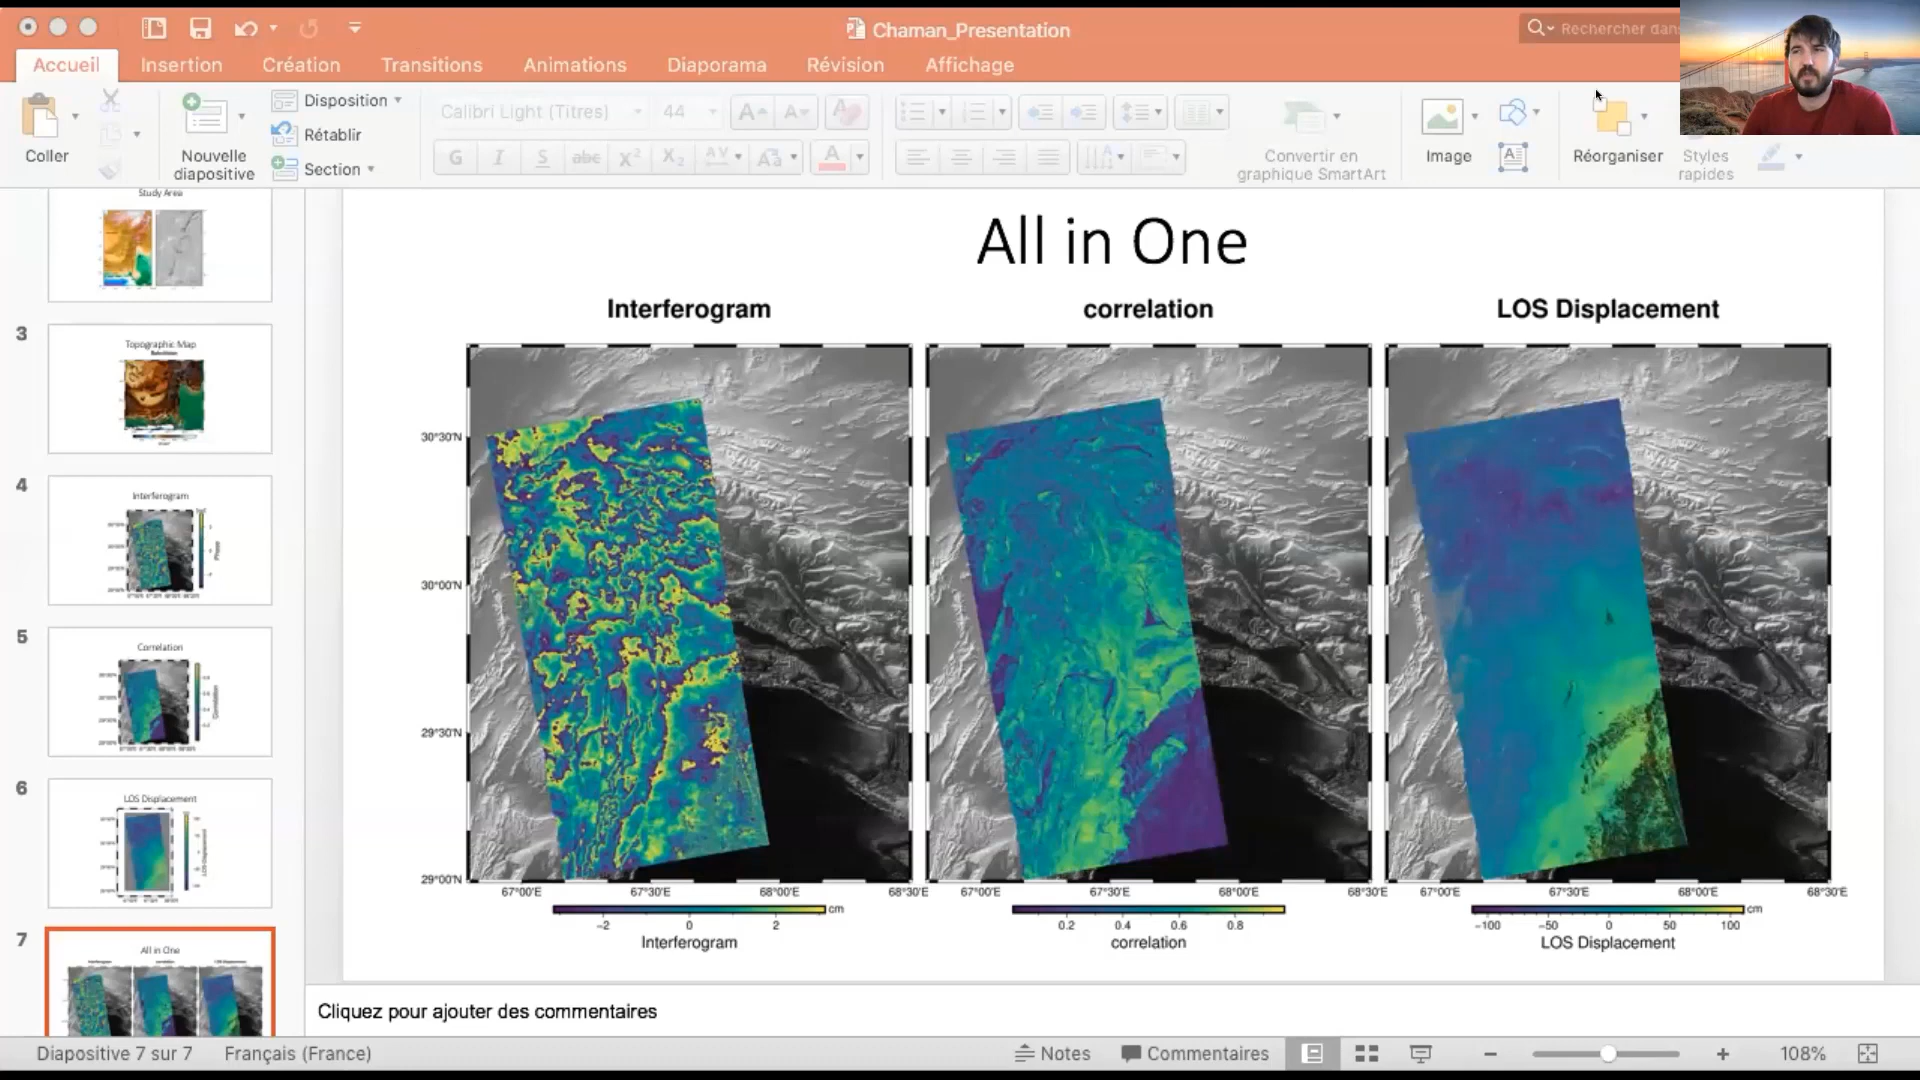 Chaman_Presentation
Rechercher dans
Accueil Insertion Création Transitions Animations Diaporama Révision Affichage
Coller
Nouvelle
diapositive
Disposition
Rétablir
Section
Calibri Light (Titres) 44
G I S abc X² X₂ AV Aa A
Convertir en
graphique SmartArt
Image
Réorganiser
Styles
rapides
Study Area
3
Topographic Map
4
Interferogram
5
Correlation
6
LOS Displacement
7
All in One
All in One
Interferogram correlation LOS Displacement
30°30'N
30°00'N
29°30'N
29°00'N
67°00'E 67°30'E 68°00'E 68°30'E 67°00'E 67°30'E 68°00'E 68°30'E 67°00'E 67°30'E 68°00'E 68°30'E
cm cm
−2 0 2 0.2 0.4 0.6 0.8 −100 −50 0 50 100
Interferogram correlation LOS Displacement
Cliquez pour ajouter des commentaires
Diapositive 7 sur 7 Français (France) Notes Commentaires 108%